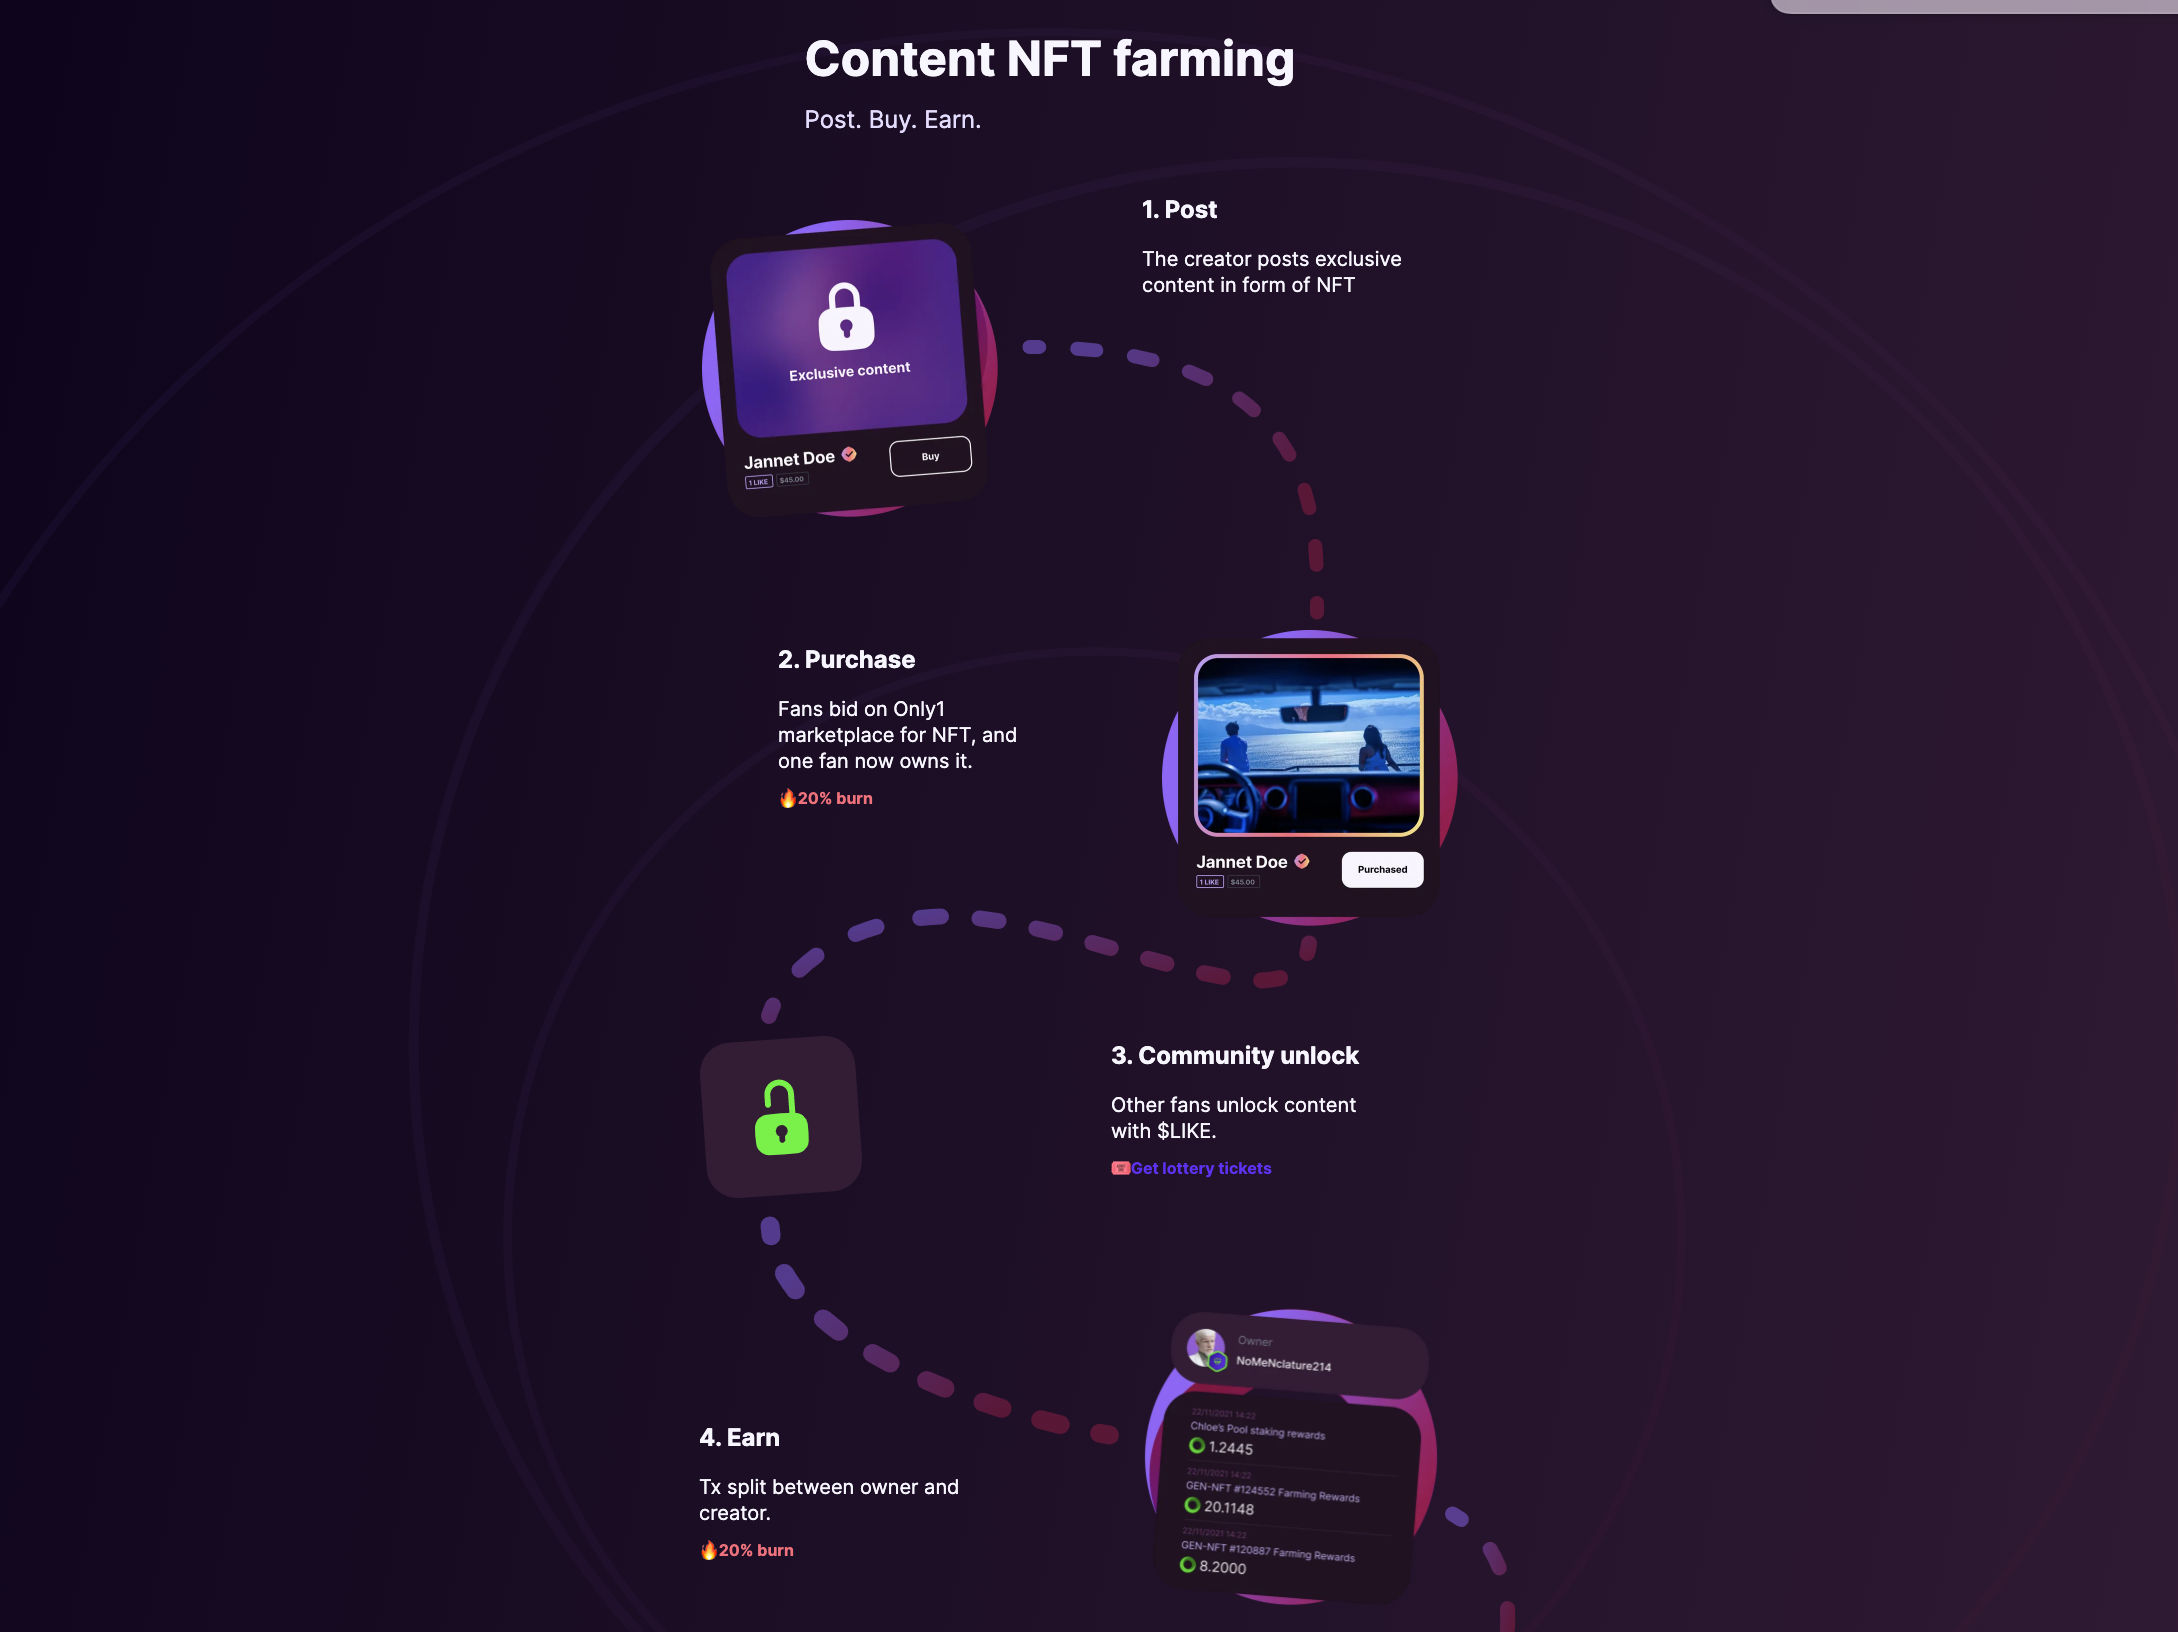 Content NFT farming
Post. Buy. Earn.
1. Post
The creator posts exclusive
content in form of NFT
Exclusive content
Jannet Doe
Buy
1 LIKE
$45.00
2. Purchase
Fans bid on Only1
marketplace for NFT, and
one fan now owns it.
🔥20% burn
Jannet Doe
Purchased
1 LIKE
$45.00
3. Community unlock
Other fans unlock content
with $LIKE.
🎟️Get lottery tickets
Owner
NoMeNclature214
22/11/2021 14:22
Chloe's Pool staking rewards
1.2445
22/11/2021 14:22
GEN-NFT #124552 Farming Rewards
20.1148
22/11/2021 14:22
GEN-NFT #120887 Farming Rewards
8.2000
4. Earn
Tx split between owner and
creator.
🔥20% burn